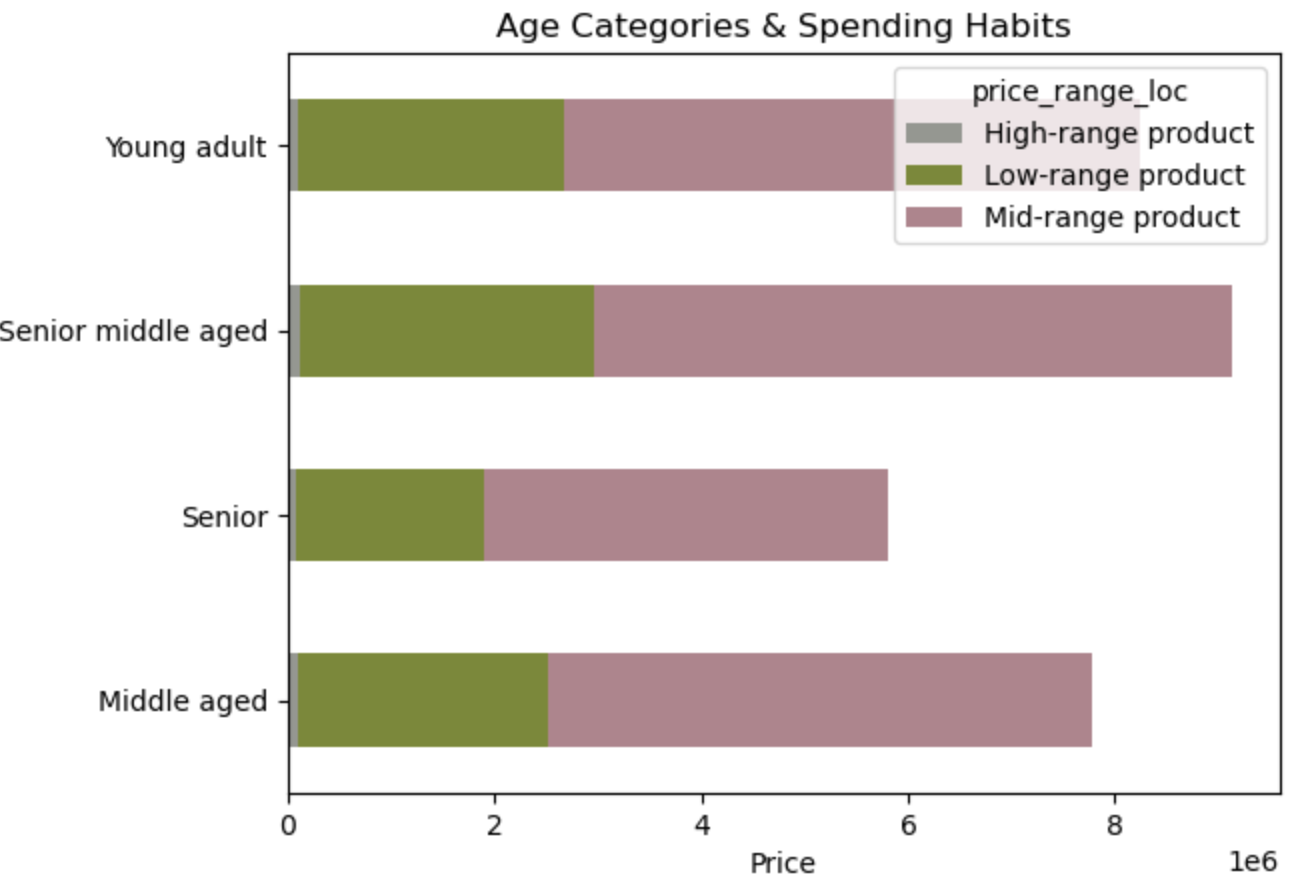 Age Categories & Spending Habits
price_range_loc
High-range product
Low-range product
Mid-range product
Young adult
Senior middle aged
Senior
Middle aged
0 2 4 6 8
Price
1e6